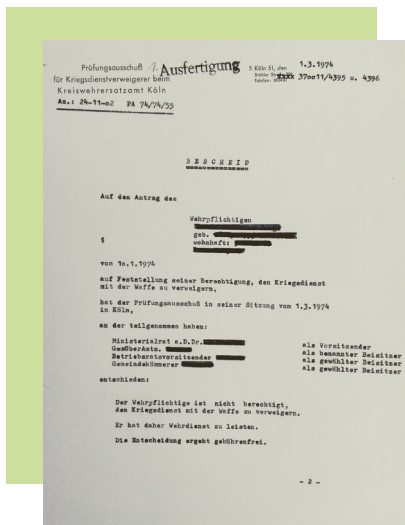 Prüfungsausschuß
für Kriegsdienstverweigerer beim
Kreiswehrersatzamt Köln
Az.: 24-11-02 PA 74/74/55
Ausfertigung
5 Köln 51, den 1.3.1974
370011/4395 u. 4396
B E S C H E I D
Auf den Antrag des
Wehrpflichtigen
geb.
wohnhaft:
vom 10.1.1974
auf Feststellung seiner Berechtigung, den Kriegsdienst
mit der Waffe zu verweigern,
hat der Prüfungsausschuß in seiner Sitzung vom 1.3.1974
in Köln,
an der teilgenommen haben:
Ministerialrat a.D.Dr. als Vorsitzender
GesOberAmtm. als benannter Beisitzer
Betriebsratsvorsitzender als gewählter Beisitzer
Gemeindekämmerer als gewählter Beisitzer
entschieden:
Der Wehrpflichtige ist nicht berechtigt,
den Kriegsdienst mit der Waffe zu verweigern.
Er hat daher Wehrdienst zu leisten.
Die Entscheidung ergeht gebührenfrei.
- 2 -